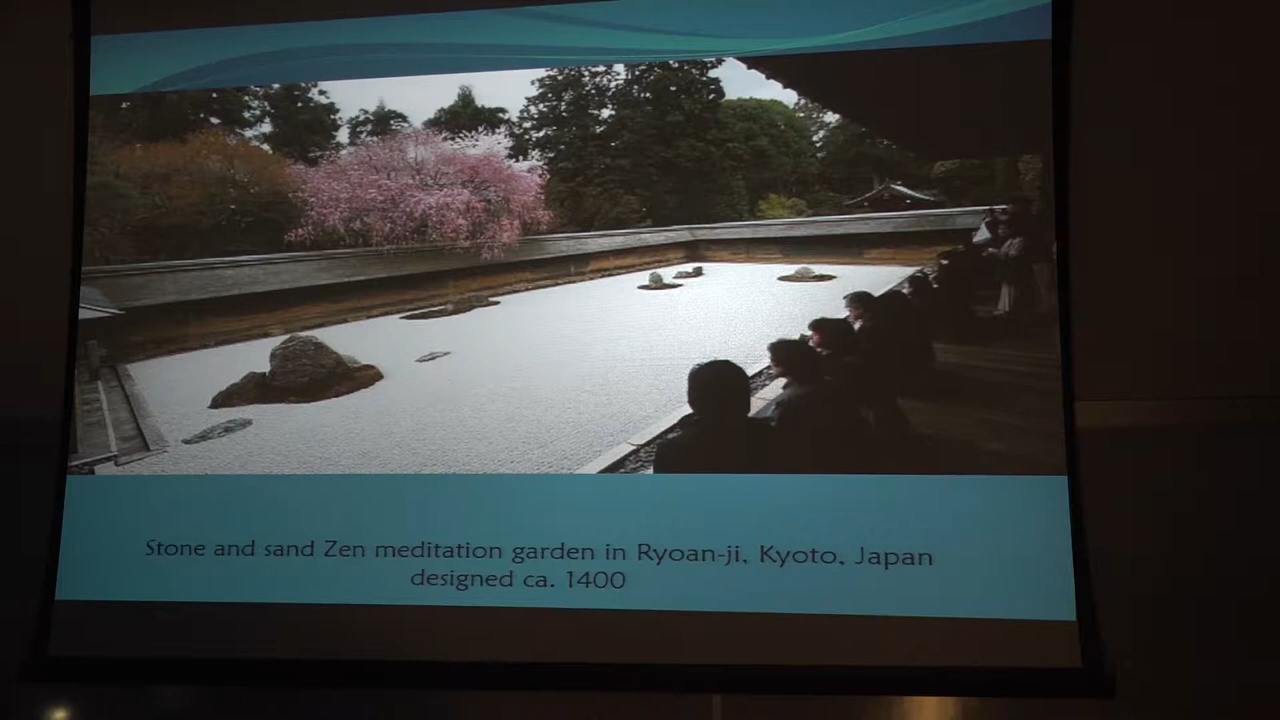 Stone and sand Zen meditation garden in Ryoan-ji, Kyoto, Japan
designed ca. 1400